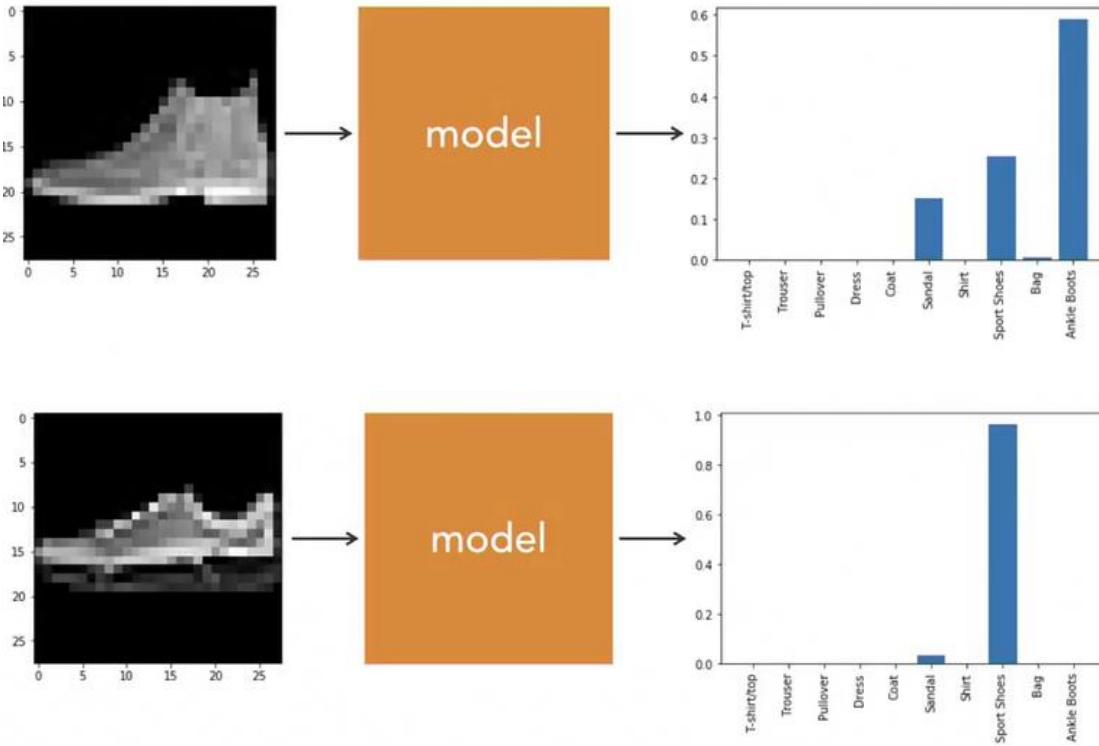 0
5
10
15
20
25
0 5 10 15 20 25
model
0.6
0.5
0.4
0.3
0.2
0.1
0.0
T-shirt/top
Trouser
Pullover
Dress
Coat
Sandal
Shirt
Sport Shoes
Bag
Ankle Boots
0
5
10
15
20
25
0 5 10 15 20 25
model
1.0
0.8
0.6
0.4
0.2
0.0
T-shirt/top
Trouser
Pullover
Dress
Coat
Sandal
Shirt
Sport Shoes
Bag
Ankle Boots